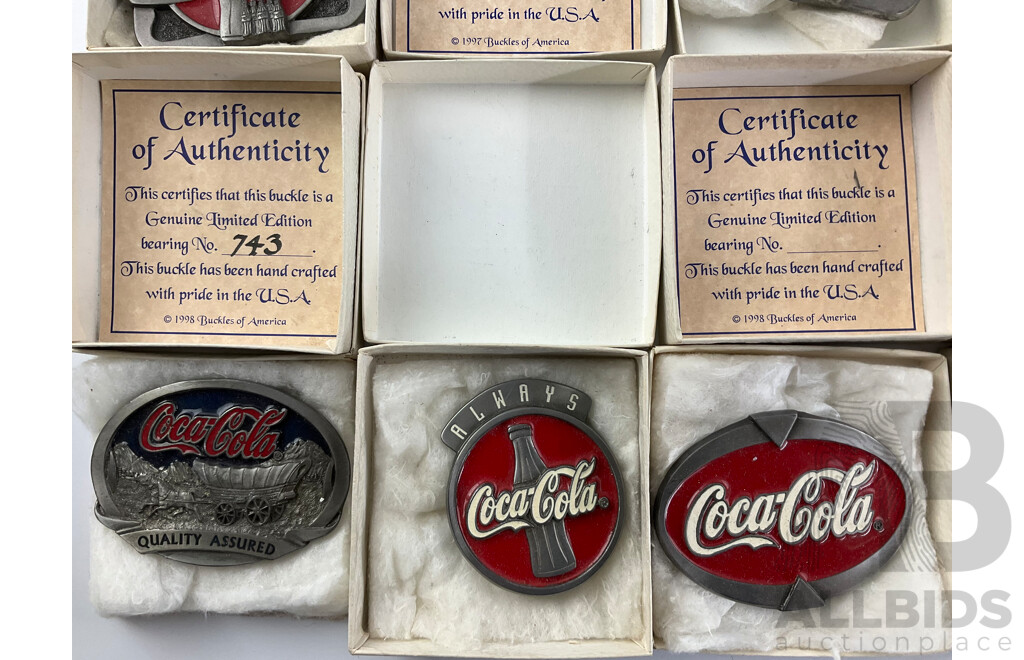 with pride in the U.S.A.
© 1997 Buckles of America
Certificate
of Authenticity
This certifies that this buckle is a
Genuine Limited Edition
bearing No. 743.
This buckle has been hand crafted
with pride in the U.S.A.
© 1998 Buckles of America
Certificate
of Authenticity
This certifies that this buckle is a
Genuine Limited Edition
bearing No. ________.
This buckle has been hand crafted
with pride in the U.S.A.
© 1998 Buckles of America
Coca-Cola
QUALITY ASSURED
ALWAYS
Coca-Cola
Coca-Cola
AB
ALLBIDS
auctionplace